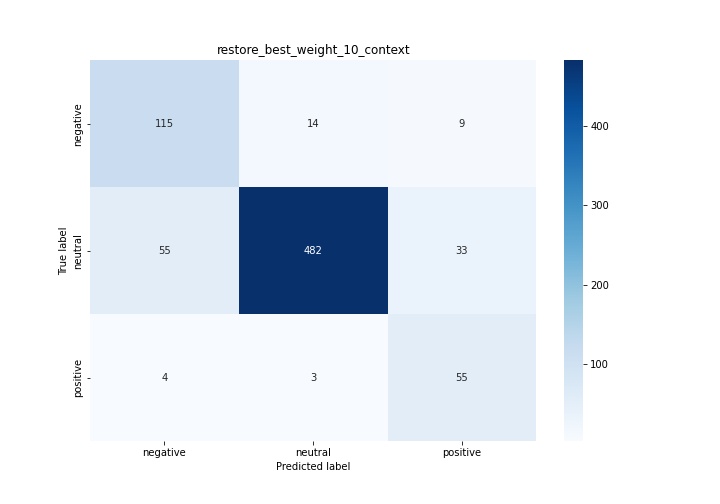 restore_best_weight_10_context
negative
115
14
9
400
300
200
100
True label
neutral
55
482
33
positive
4
3
55
negative
neutral
positive
Predicted label